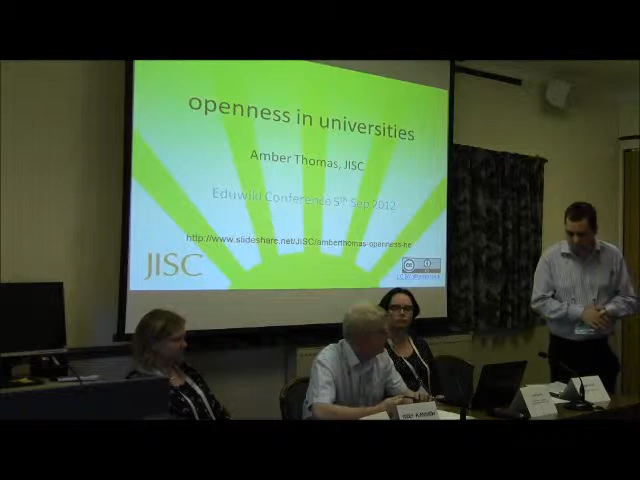 openness in universities
Amber Thomas, JISC
Eduwiki Conference 5th Sep 2012
http://www.slideshare.net/JISC/amberthomas-openness-he
JISC